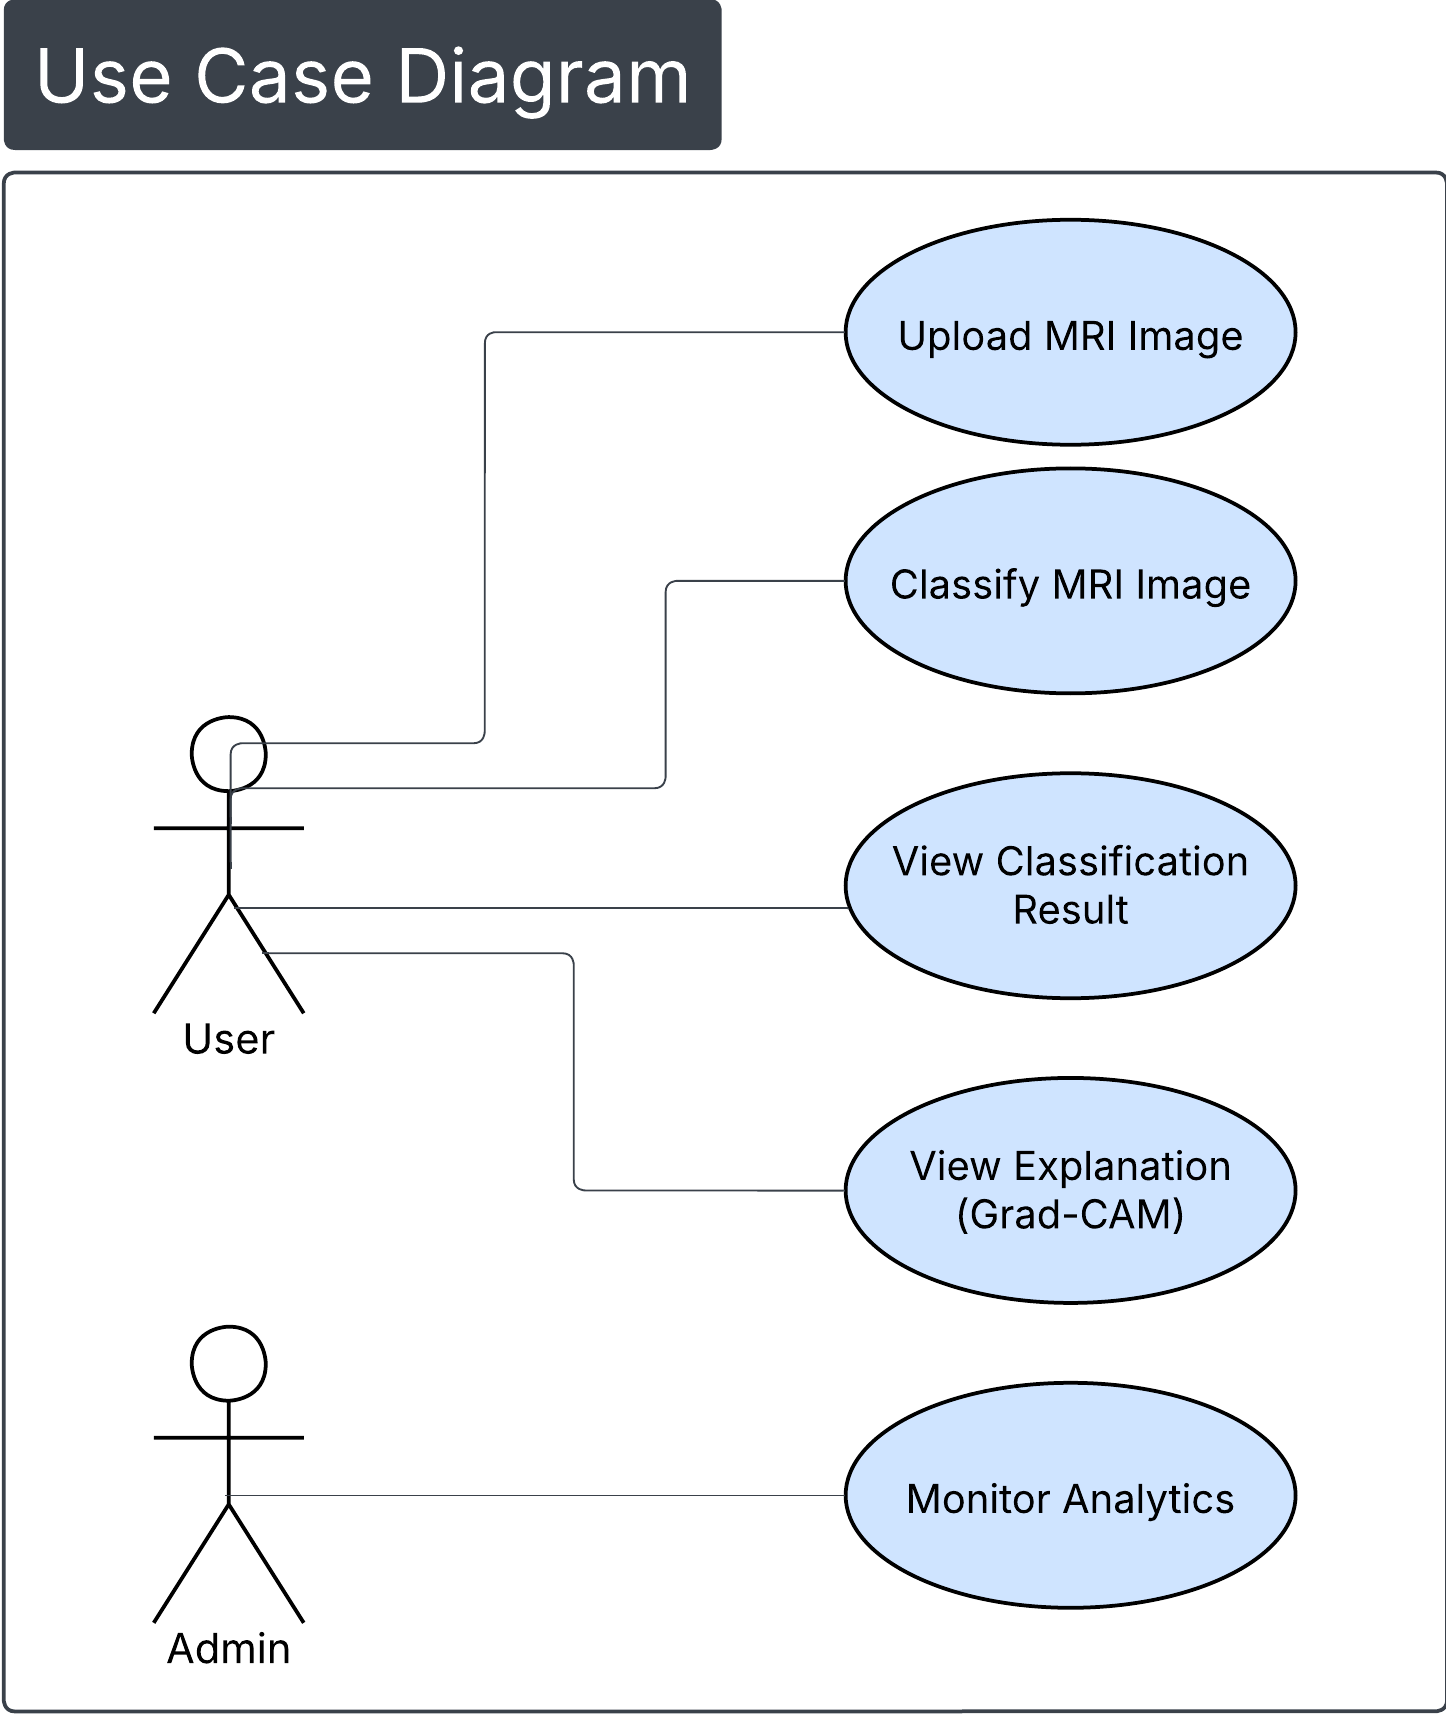 Use Case Diagram
Upload MRI Image
Classify MRI Image
View Classification
Result
User
View Explanation
(Grad-CAM)
Monitor Analytics
Admin